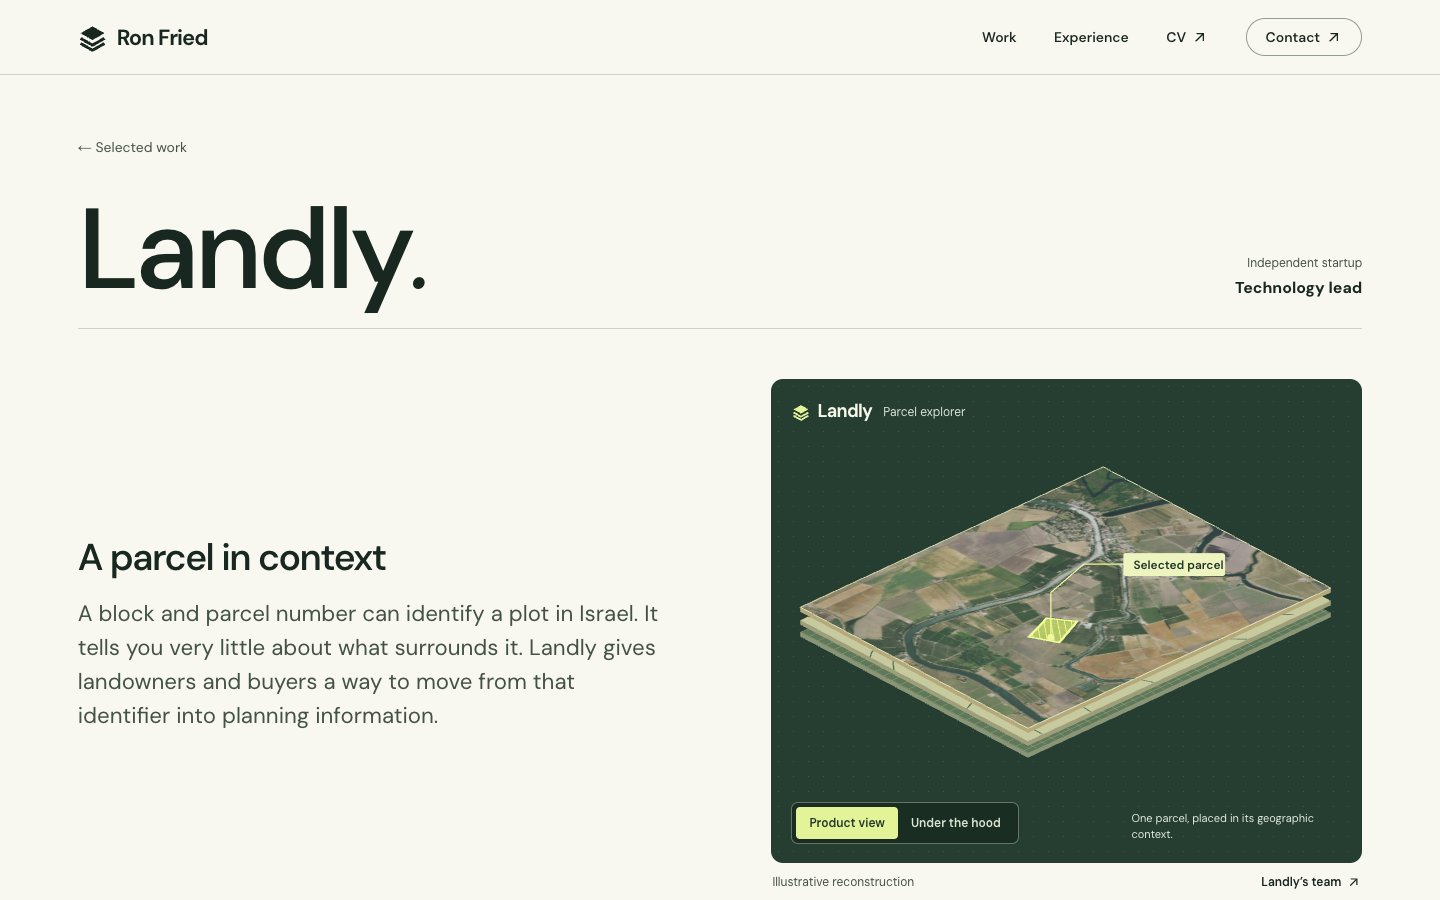 Ron Fried
Work
Experience
CV ↗
Contact ↗
← Selected work
Landly.
Independent startup
Technology lead
A parcel in context
A block and parcel number can identify a plot in Israel. It
tells you very little about what surrounds it. Landly gives
landowners and buyers a way to move from that
identifier into planning information.
Landly
Parcel explorer
Selected parcel
Product view
Under the hood
One parcel, placed in its geographic
context.
Illustrative reconstruction
Landly’s team ↗